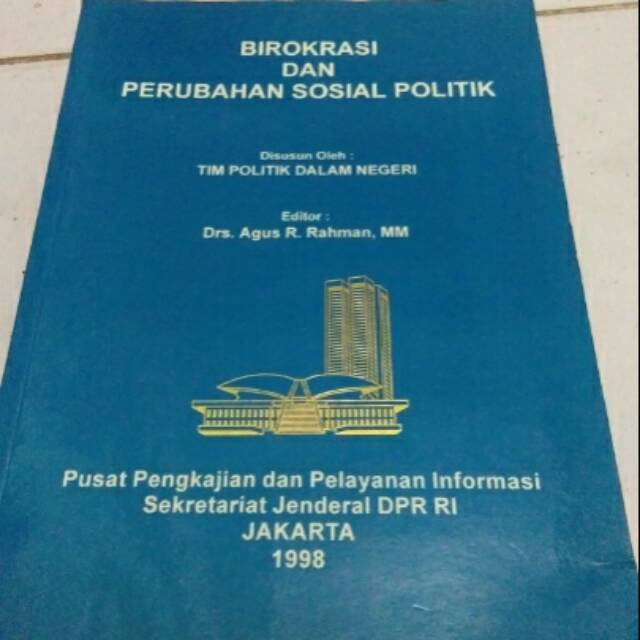 BIROKRASI
DAN
PERUBAHAN SOSIAL POLITIK
Disusun Oleh :
TIM POLITIK DALAM NEGERI
Editor :
Drs. Agus R. Rahman, MM
Pusat Pengkajian dan Pelayanan Informasi
Sekretariat Jenderal DPR RI
JAKARTA
1998